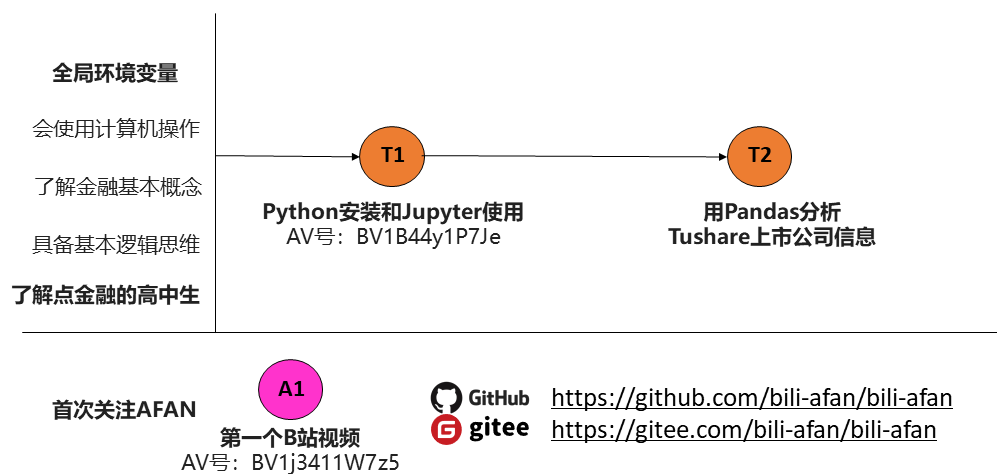 全局环境变量
会使用计算机操作
了解金融基本概念
具备基本逻辑思维
了解点金融的高中生
T1
Python安装和Jupyter使用
AV号：BV1B44y1P7Je
T2
用Pandas分析
Tushare上市公司信息
首次关注AFAN
A1
第一个B站视频
AV号：BV1j3411W7z5
GitHub https://github.com/bili-afan/bili-afan
gitee https://gitee.com/bili-afan/bili-afan